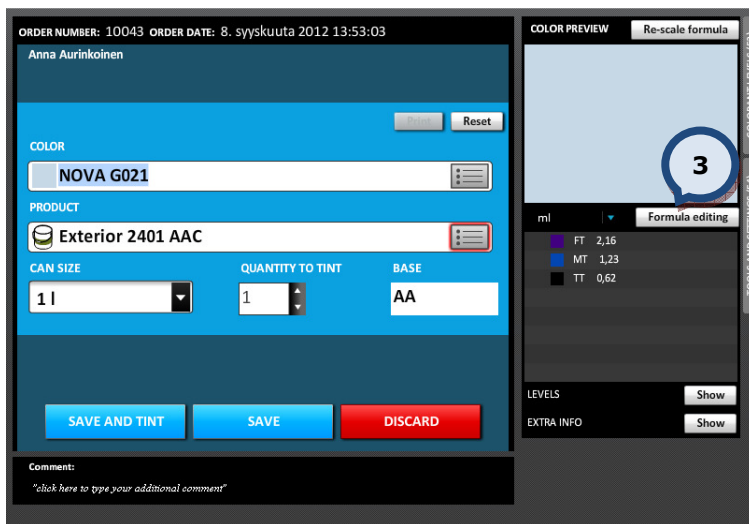 ORDER NUMBER: 10043 ORDER DATE: 8. syyskuuta 2012 13:53:03
Anna Aurinkoinen
Print Reset
COLOR
NOVA G021
PRODUCT
Exterior 2401 AAC
CAN SIZE QUANTITY TO TINT BASE
1 l 1 AA
SAVE AND TINT SAVE DISCARD
Comment:
"click here to type your additional comment"
COLOR PREVIEW Re-scale formula
3
ml Formula editing
FT 2,16
MT 1,23
TT 0,62
LEVELS Show
EXTRA INFO Show